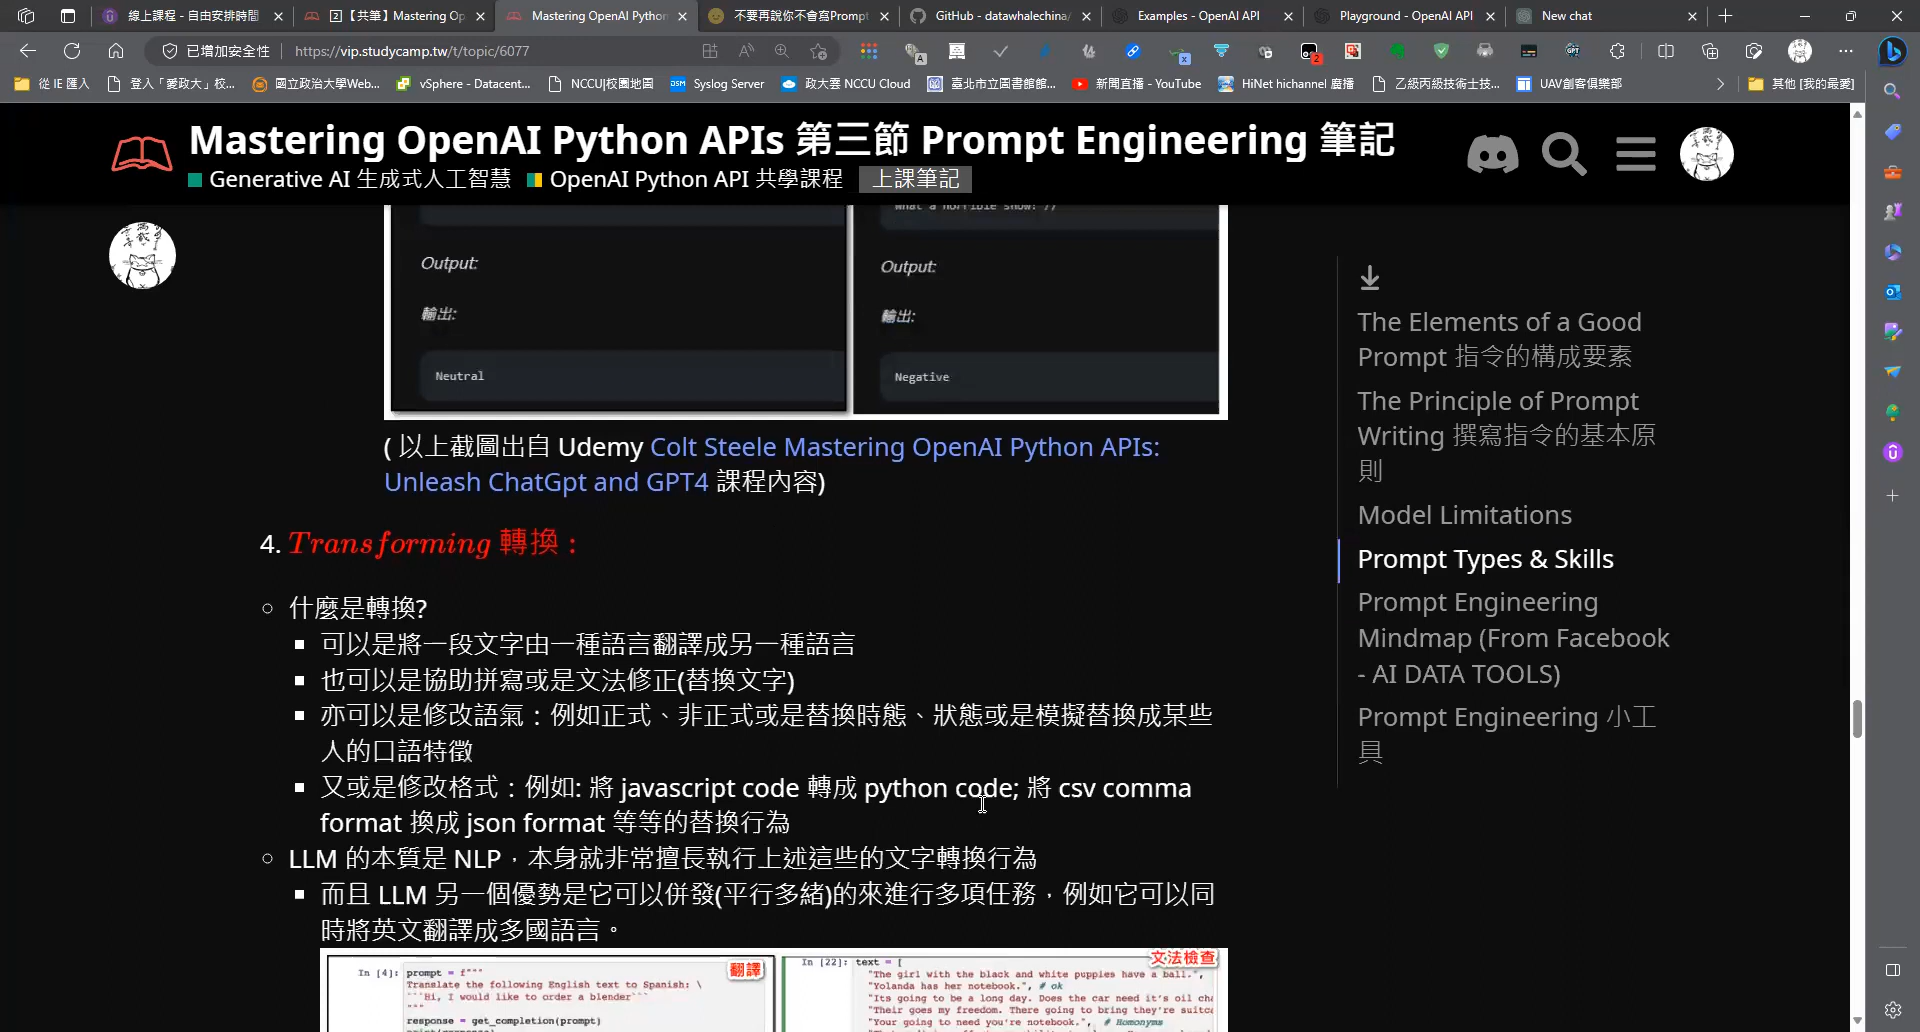 線上課程 - 自由安排時間
2【共筆】Mastering Op
Mastering OpenAI Python
不要再說你不會寫Prompt
GitHub - datawhalechina/
Examples - OpenAI API
Playground - OpenAI API
New chat
已增加安全性
https://vip.studycamp.tw/t/topic/6077
從 IE 匯入
登入「愛政大」校...
國立政治大學Web...
vSphere - Datacent...
NCCU|校園地圖
Syslog Server
政大雲 NCCU Cloud
臺北市立圖書館館...
新聞直播 - YouTube
HiNet hichannel 廣播
乙級丙級技術士技...
UAV創客俱樂部
其他 [我的最愛]
Mastering OpenAI Python APIs 第三節 Prompt Engineering 筆記
Generative AI 生成式人工智慧
OpenAI Python API 共學課程
上課筆記
What a horrible show! //
Output:
輸出:
Neutral
Output:
輸出:
Negative
( 以上截圖出自 Udemy Colt Steele Mastering OpenAI Python APIs:
Unleash ChatGpt and GPT4 課程內容)
4. Transforming 轉換：
什麼是轉換?
可以是將一段文字由一種語言翻譯成另一種語言
也可以是協助拼寫或是文法修正(替換文字)
亦可以是修改語氣：例如正式、非正式或是替換時態、狀態或是模擬替換成某些
人的口語特徵
又或是修改格式：例如: 將 javascript code 轉成 python code; 將 csv comma
format 換成 json format 等等的替換行為
LLM 的本質是 NLP，本身就非常擅長執行上述這些的文字轉換行為
而且 LLM 另一個優勢是它可以併發(平行多緒)的來進行多項任務，例如它可以同
時將英文翻譯成多國語言。
翻譯
In [4]: prompt = f"""
Translate the following English text to Spanish: \
```Hi, I would like to order a blender```
"""
response = get_completion(prompt)
文法檢查
In [22]: text = [
"The girl with the black and white puppies have a ball.",
"Yolanda has her notebook.", # ok
"Its going to be a long day. Does the car need it's oil cha
"Their goes my freedom. There going to bring they're suitca
"Your going to need you're notebook.", # Homonyms
The Elements of a Good
Prompt 指令的構成要素
The Principle of Prompt
Writing 撰寫指令的基本原
則
Model Limitations
Prompt Types & Skills
Prompt Engineering
Mindmap (From Facebook
- AI DATA TOOLS)
Prompt Engineering 小工
具